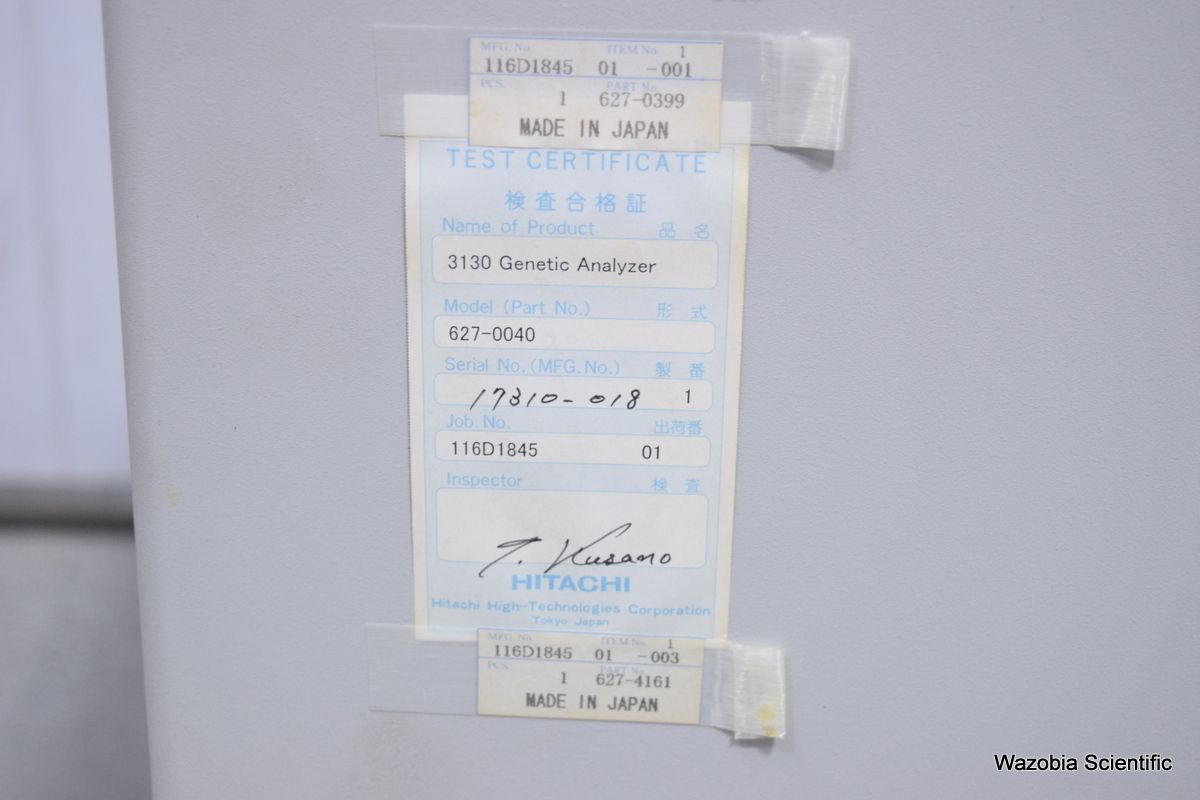 MFG. No. ITEM No. 1
116D1845 01 -001
PCS. PART No.
1 627-0399
MADE IN JAPAN
TEST CERTIFICATE
検査合格証
Name of Product 品名
3130 Genetic Analyzer
Model (Part No.) 形式
627-0040
Serial No.(MFG.No.) 製番
17310-018 1
Job No. 出荷番
116D1845 01
Inspector 検査
T. Kusano
HITACHI
Hitachi High-Technologies Corporation
Tokyo Japan
MFG. No. ITEM No. 1
116D1845 01 -003
PCS. PART No.
1 627-4161
MADE IN JAPAN
Wazobia Scientific